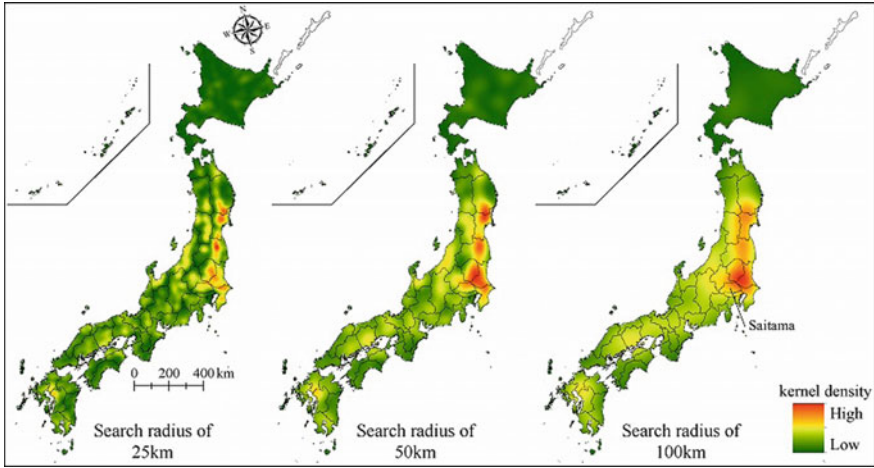 N
W E
S
0 200 400 km
Saitama
kernel density
High
Low
Search radius of
25km
Search radius of
50km
Search radius of
100km